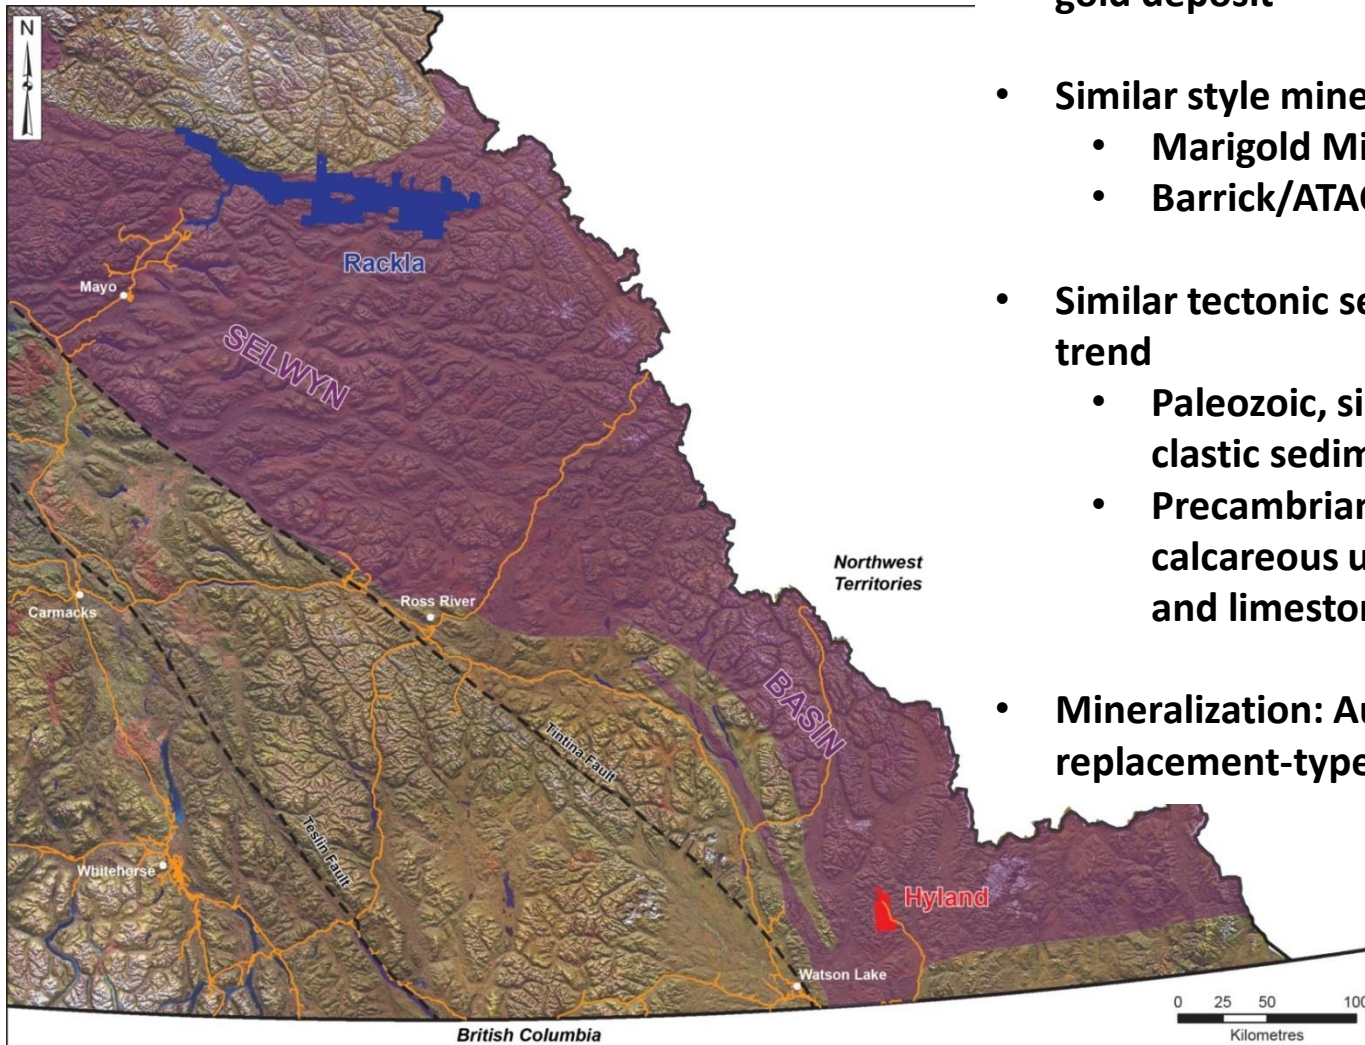 N
Rackla
Mayo
SELWYN
Northwest
Territories
Ross River
Carmacks
BASIN
Tintina Fault
Teslin Fault
Whitehorse
Hyland
Watson Lake
British Columbia
0 25 50 100
Kilometres
gold deposit
• Similar style mine
• Marigold Mi
• Barrick/ATA
• Similar tectonic se
trend
• Paleozoic, si
clastic sedim
• Precambrian
calcareous u
and limeston
• Mineralization: Au
replacement-type